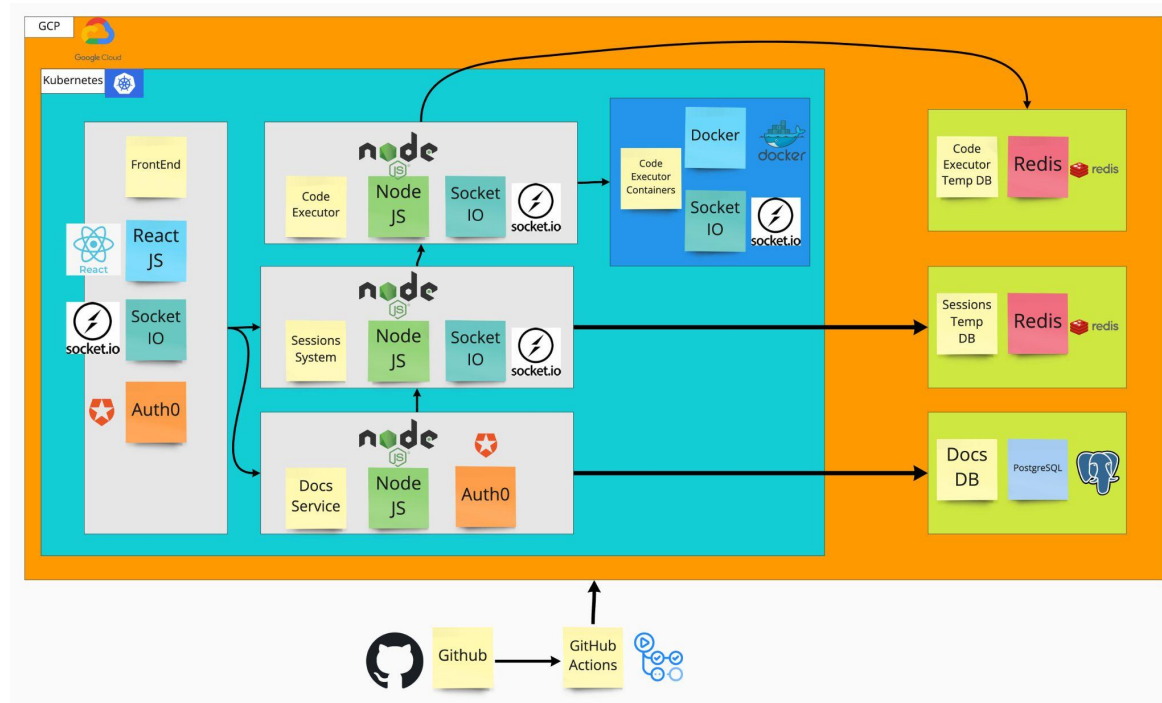 GCP
Google Cloud
Kubernetes
FrontEnd
React
React
JS
socket.io
Socket
IO
Auth0
node
JS
Code
Executor
Node
JS
Socket
IO
socket.io
Code
Executor
Containers
Docker
docker
Socket
IO
socket.io
node
JS
Sessions
System
Node
JS
Socket
IO
socket.io
node
JS
Docs
Service
Node
JS
Auth0
Code
Executor
Temp DB
Redis
redis
Sessions
Temp
DB
Redis
redis
Docs
DB
PostgreSQL
Github
GitHub
Actions